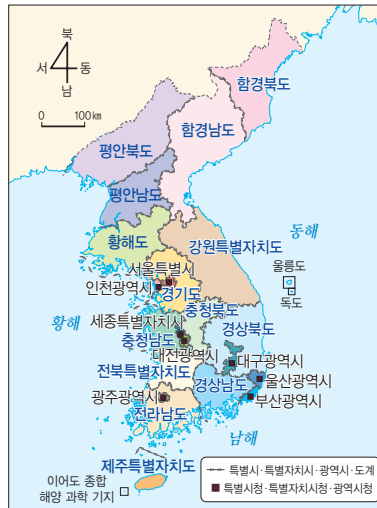 북
서 동
남
0 100km
함경북도
함경남도
평안북도
평안남도
황해도
강원특별자치도
동해
울릉도
독도
서울특별시
인천광역시
경기도
충청북도
황해
세종특별자치시
충청남도
경상북도
대전광역시
대구광역시
전북특별자치도
울산광역시
경상남도
부산광역시
광주광역시
전라남도
남해
제주특별자치도
이어도 종합
해양 과학 기지
특별시·특별자치시·광역시·도계
특별시청·특별자치시청·광역시청